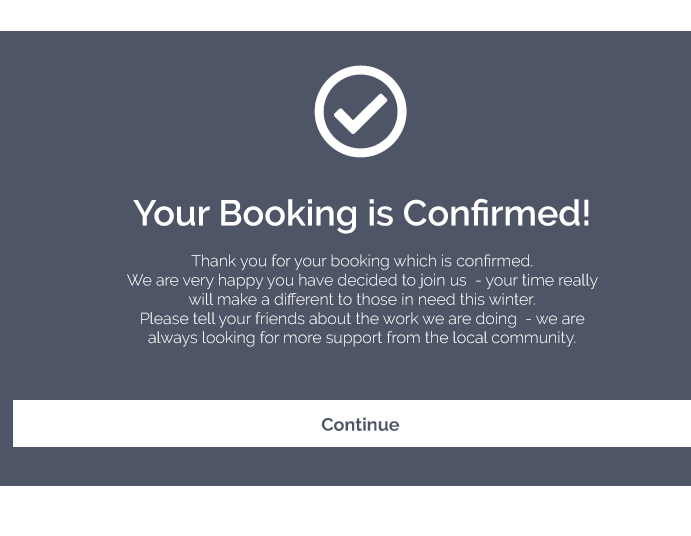 Your Booking is Confirmed!
Thank you for your booking which is confirmed.
We are very happy you have decided to join us  - your time really
will make a different to those in need this winter.
Please tell your friends about the work we are doing  - we are
always looking for more support from the local community.
Continue